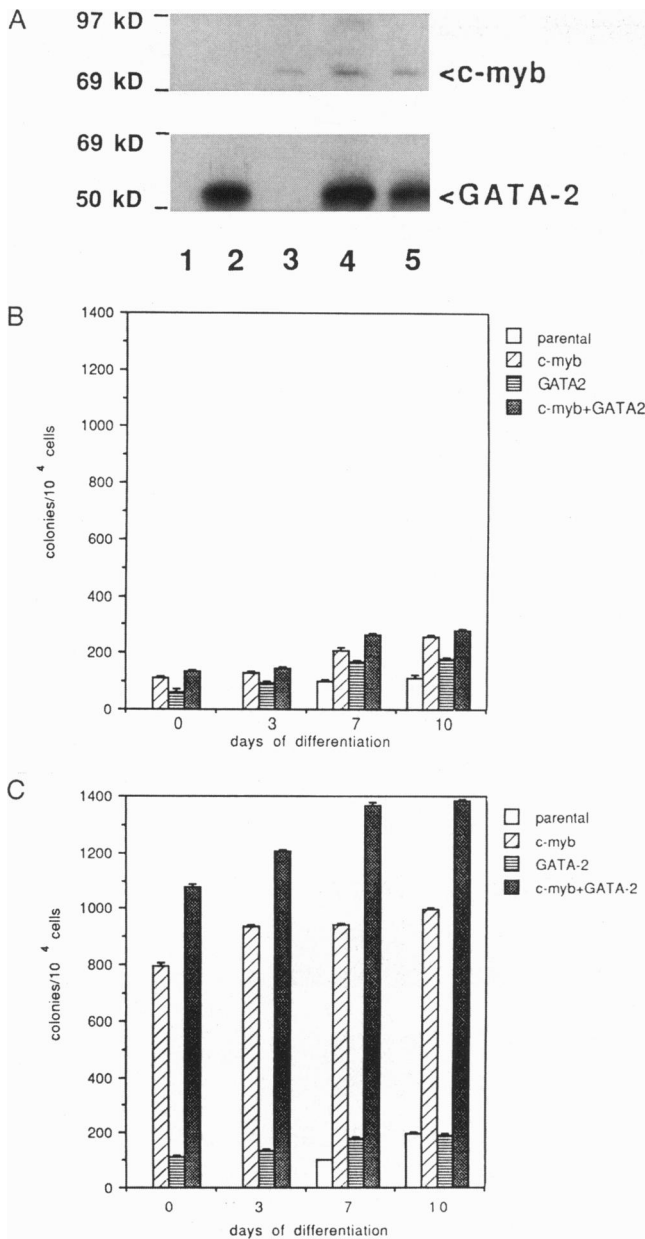 A
97 kD
69 kD
<c-myb
69 kD
50 kD
<GATA-2
1 2 3 4 5
B
1400
1200
1000
800
600
400
200
0
colonies/10 4 cells
0 3 7 10
days of differentiation
parental
c-myb
GATA2
c-myb+GATA2
C
1400
1200
1000
800
600
400
200
0
colonies/10 4 cells
0 3 7 10
days of differentiation
parental
c-myb
GATA-2
c-myb+GATA-2